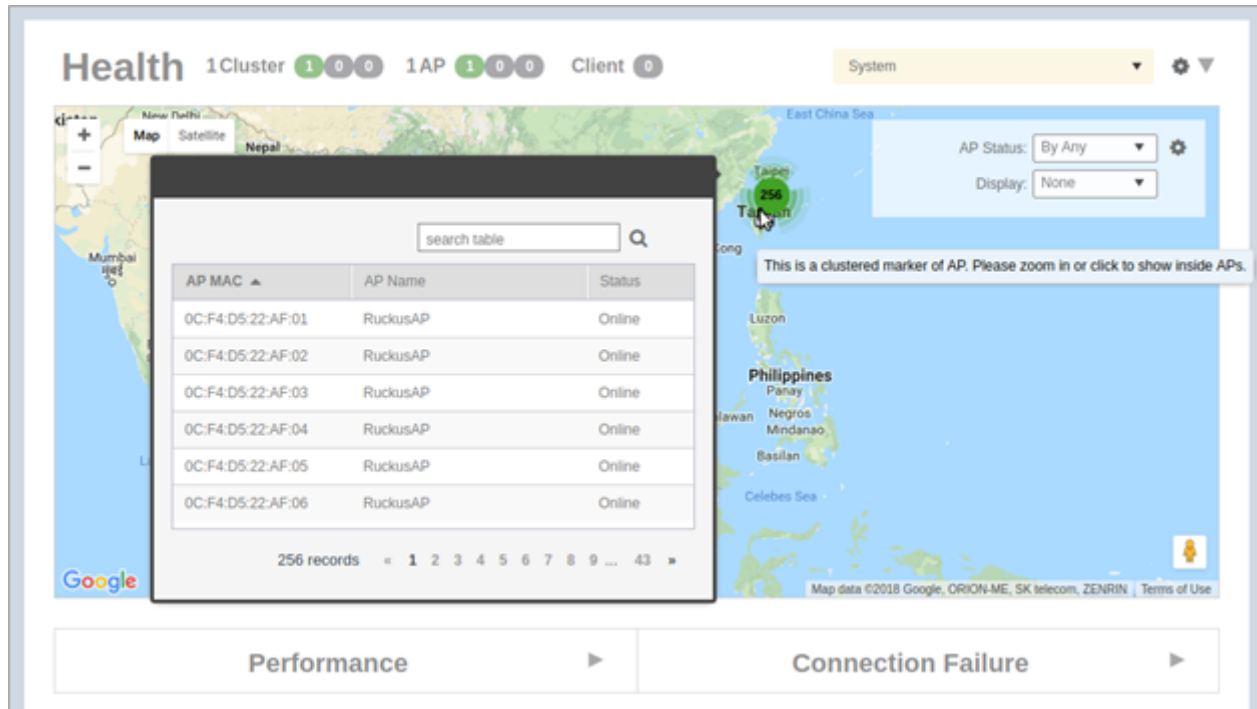 Health 1 Cluster 1 0 0 1 AP 1 0 0 Client 0 System
East China Sea
New Delhi
+ Map Satellite
Nepal
−
AP Status: By Any
Display: None
Taipei
256
Mumbai
मुंबई
search table
This is a clustered marker of AP. Please zoom in or click to show inside APs.
AP MAC AP Name Status
0C:F4:D5:22:AF:01 RuckusAP Online
0C:F4:D5:22:AF:02 RuckusAP Online
0C:F4:D5:22:AF:03 RuckusAP Online
0C:F4:D5:22:AF:04 RuckusAP Online
0C:F4:D5:22:AF:05 RuckusAP Online
0C:F4:D5:22:AF:06 RuckusAP Online
Luzon
Philippines
Panay
Negros
Mindanao
Basilan
Celebes Sea
256 records « 1 2 3 4 5 6 7 8 9 ... 43 »
Google
Map data ©2018 Google, ORION-ME, SK telecom, ZENRIN Terms of Use
Performance Connection Failure